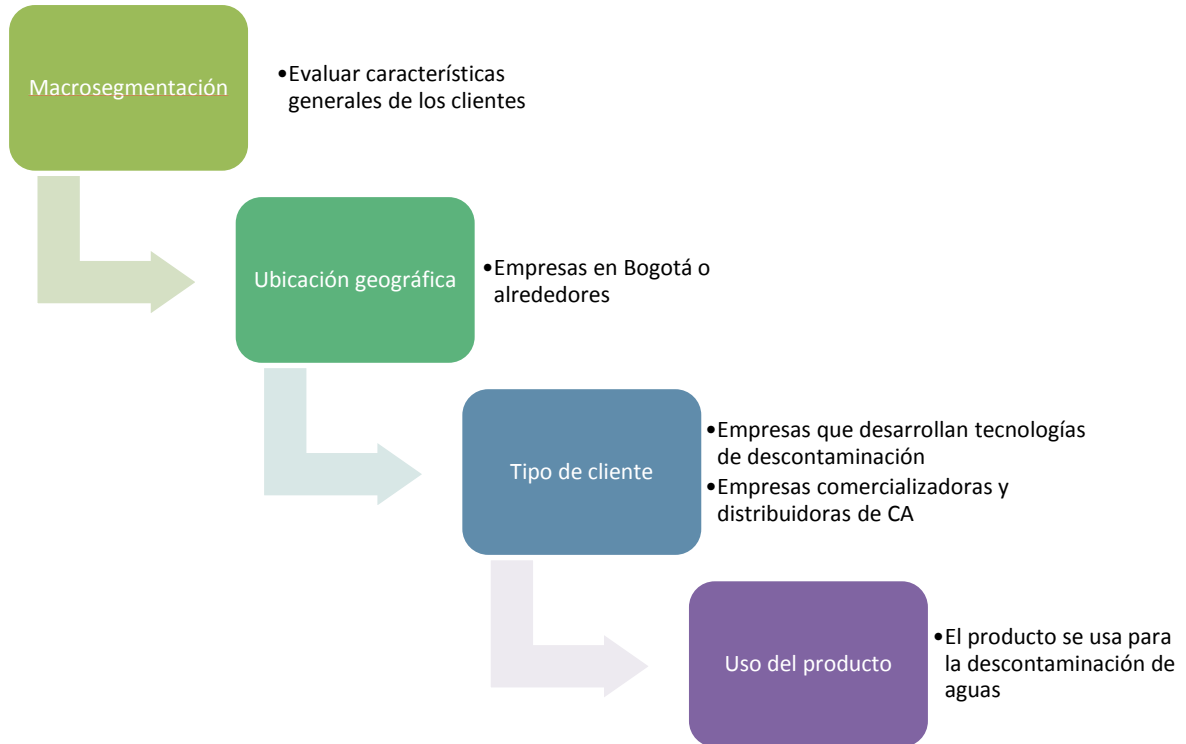 Macrosegmentación
•Evaluar características
generales de los clientes
Ubicación geográfica
•Empresas en Bogotá o
alrededores
Tipo de cliente
•Empresas que desarrollan tecnologías
de descontaminación
•Empresas comercializadoras y
distribuidoras de CA
Uso del producto
•El producto se usa para
la descontaminación de
aguas